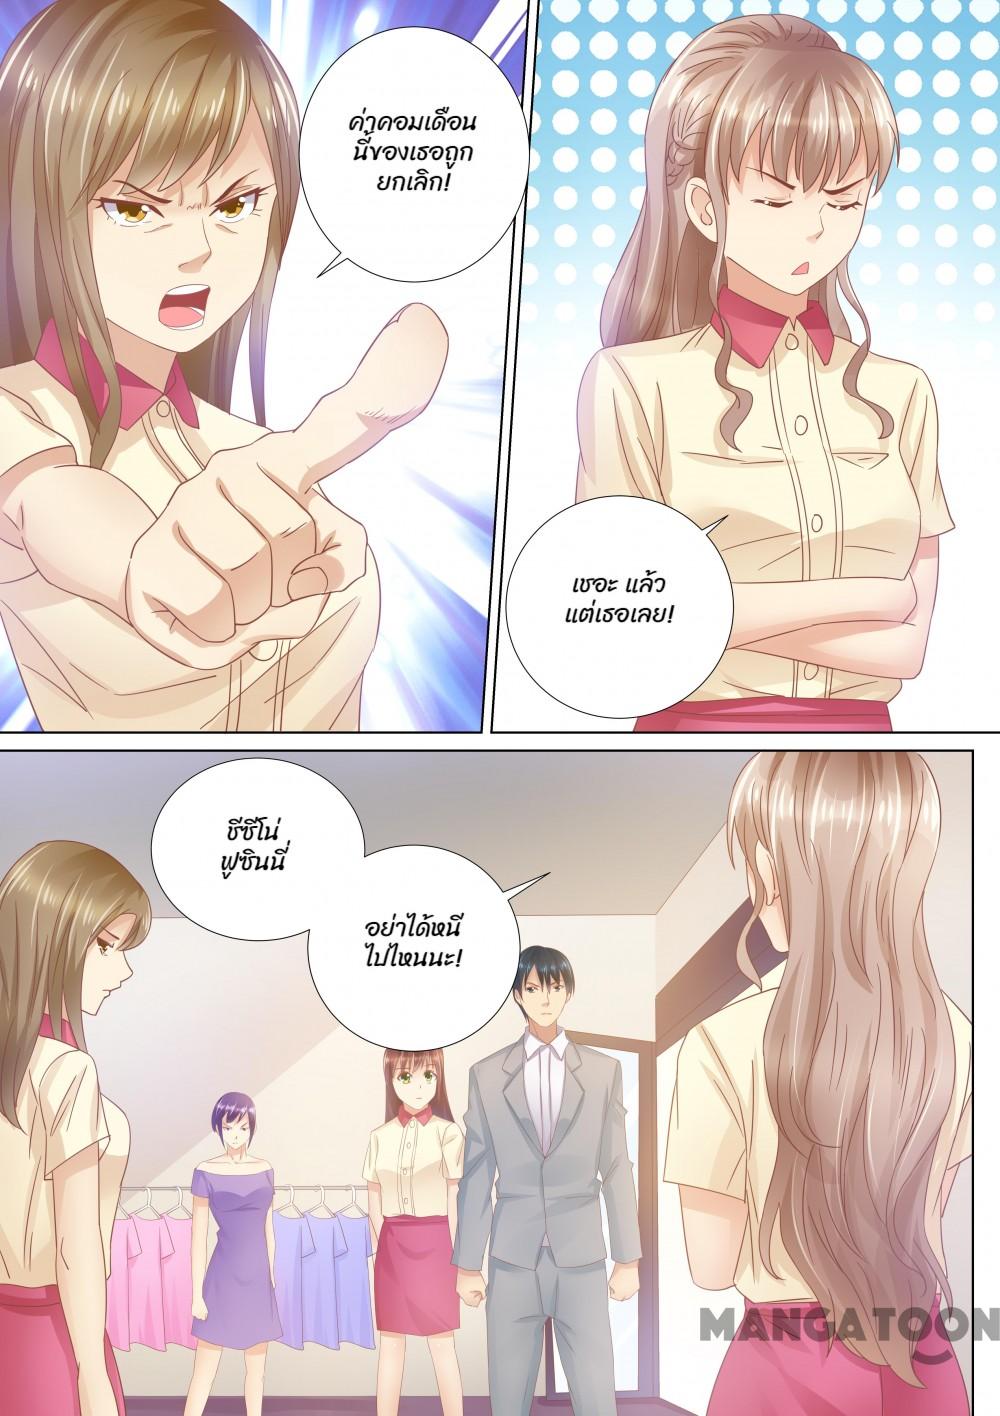 ค่าคอมเดือน
นี้ของเธอถูก
ยกเลิก!
เชอะ แล้ว
แต่เธอเลย!
ชีซีโน่
ฟูซินนี่
อย่าได้หนี
ไปไหนนะ!
MANGATOON